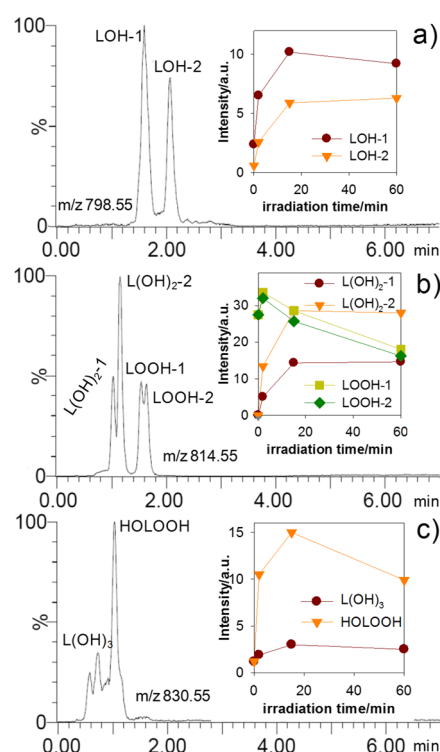 a)
100
%
0
LOH-1
LOH-2
m/z 798.55
0.00
2.00
4.00
6.00
min
Intensity/a.u.
10
5
0
LOH-1
LOH-2
0
20
40
60
irradiation time/min
b)
100
%
0
L(OH)2-1
L(OH)2-2
LOOH-1
LOOH-2
m/z 814.55
0.00
2.00
4.00
6.00
min
Intensity/a.u.
30
20
10
0
L(OH)2-1
L(OH)2-2
LOOH-1
LOOH-2
0
20
40
60
irradiation time/min
c)
100
%
0
HOLOOH
L(OH)3
m/z 830.55
0.00
2.00
4.00
6.00
min
Intensity/a.u.
15
10
5
0
L(OH)3
HOLOOH
0
20
40
60
irradiation time/min